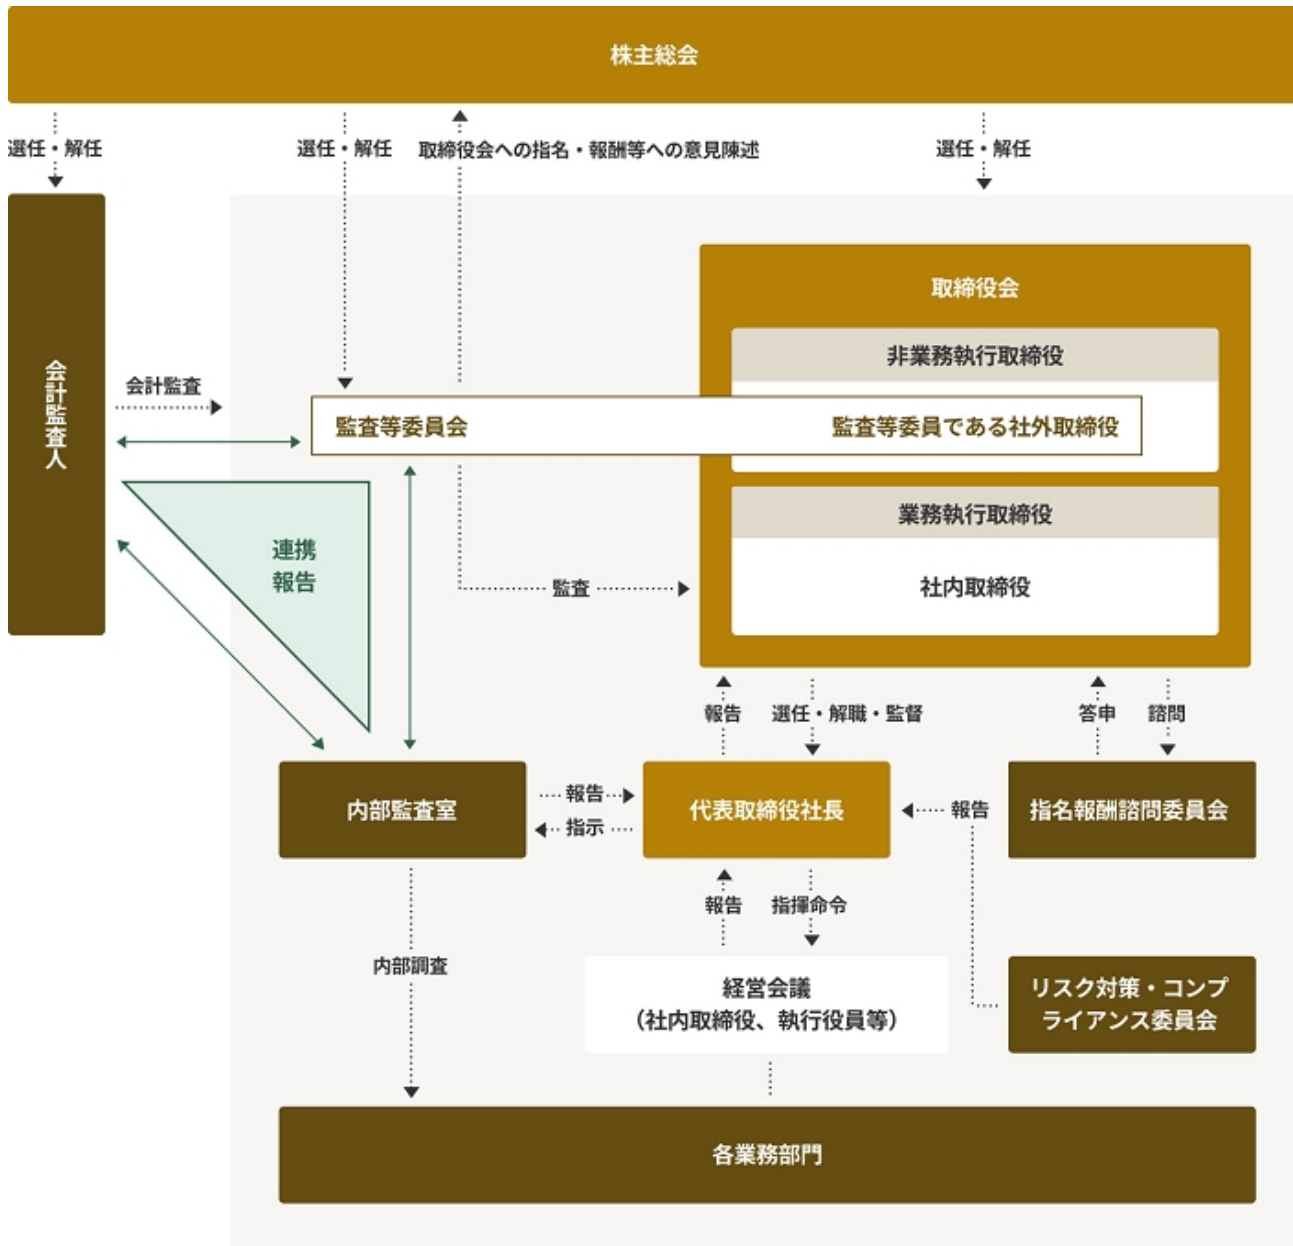 株主総会
選任・解任
選任・解任
取締役会への指名・報酬等への意見陳述
選任・解任
会計監査人
会計監査
取締役会
非業務執行取締役
監査等委員会
監査等委員である社外取締役
業務執行取締役
社内取締役
連携
報告
監査
報告
選任・解職・監督
答申
諮問
内部監査室
報告
指示
代表取締役社長
報告
指名報酬諮問委員会
報告
指揮命令
内部調査
経営会議
（社内取締役、執行役員等）
リスク対策・コンプ
ライアンス委員会
各業務部門